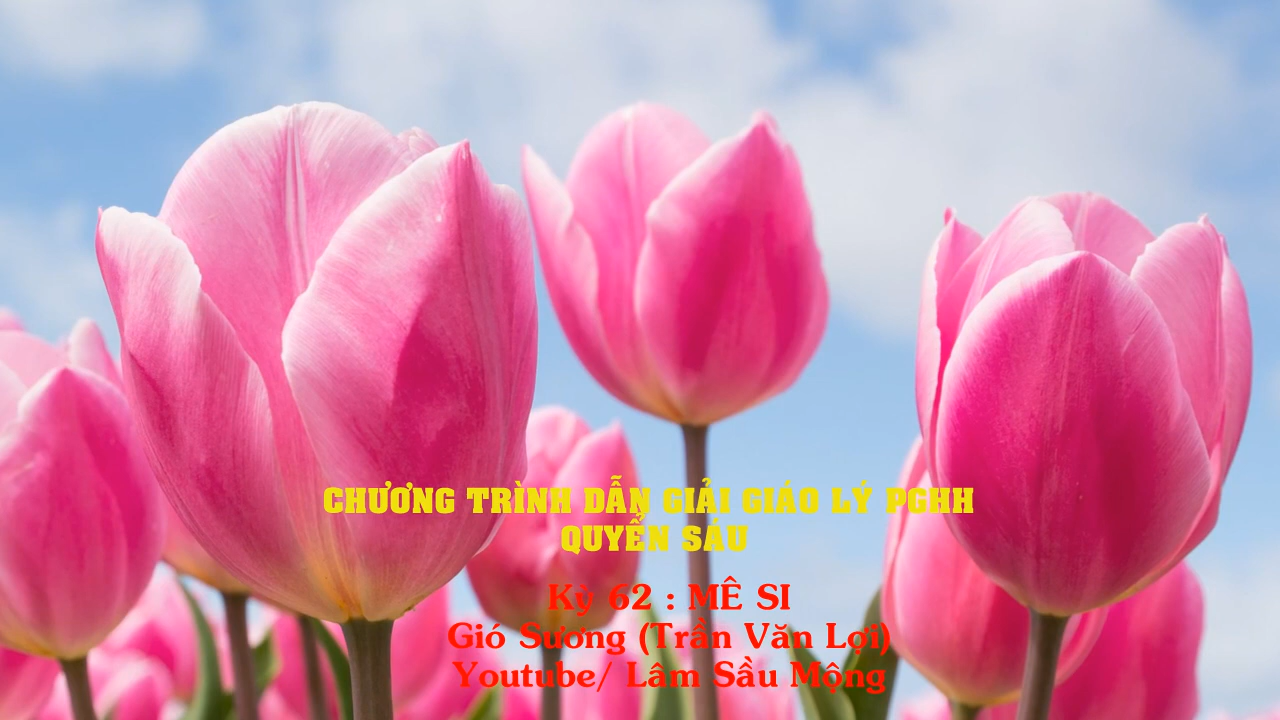 CHƯƠNG TRÌNH DẪN GIẢI GIÁO LÝ PGHH
QUYỂN SÁU
Kỳ 62 : MÊ SI
Gió Sương (Trần Văn Lợi)
Youtube/ Lâm Sầu Mộng